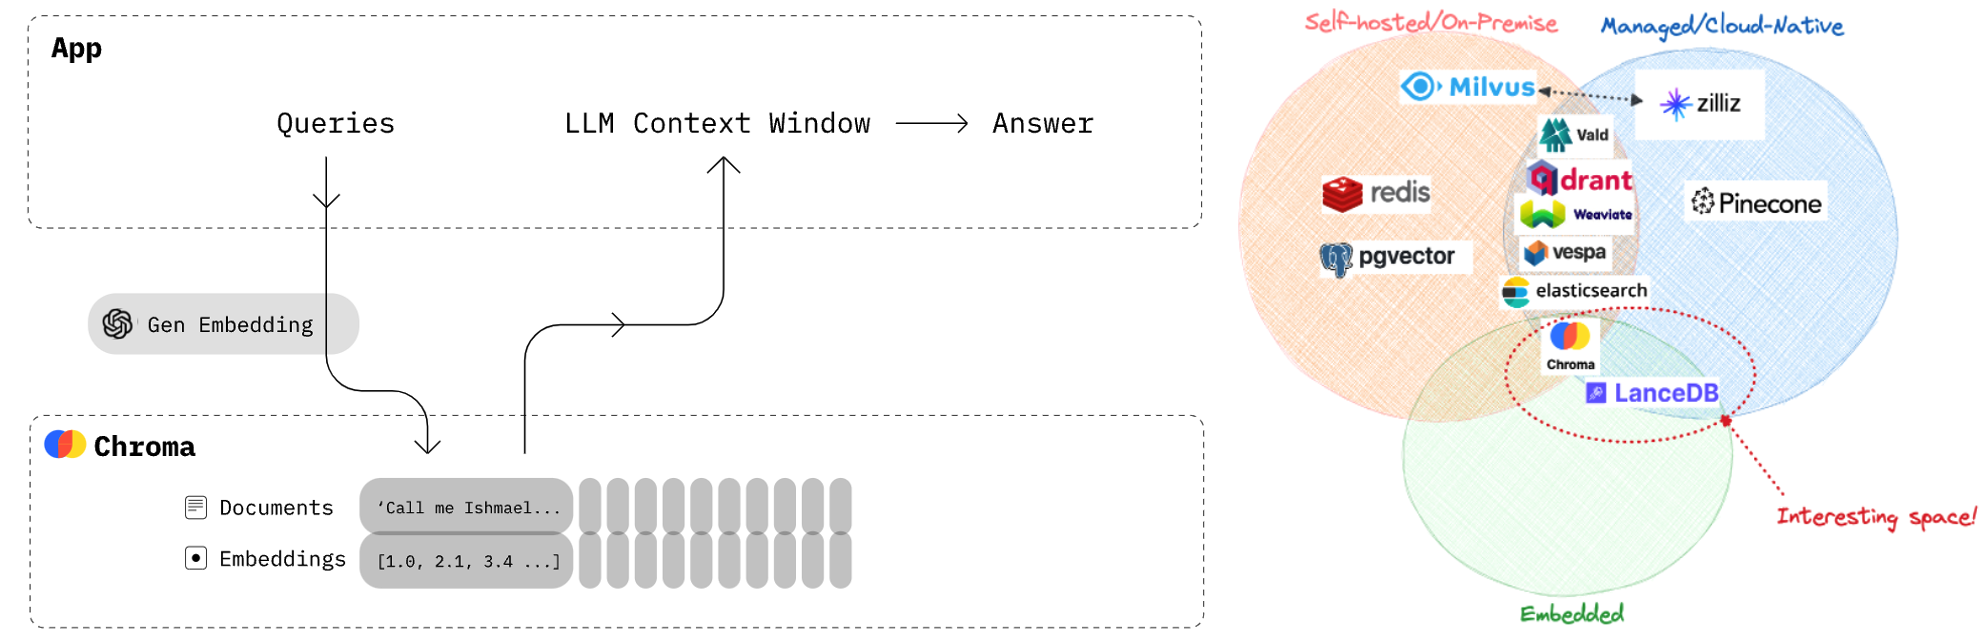 App
Queries
LLM Context Window
Answer
Gen Embedding
Chroma
Documents
‘Call me Ishmael...
Embeddings
[1.0, 2.1, 3.4 ...]
Self-hosted/On-Premise
Managed/Cloud-Native
Milvus
zilliz
Vald
redis
qdrant
Pinecone
Weaviate
pgvector
vespa
elasticsearch
Chroma
LanceDB
Interesting space!
Embedded